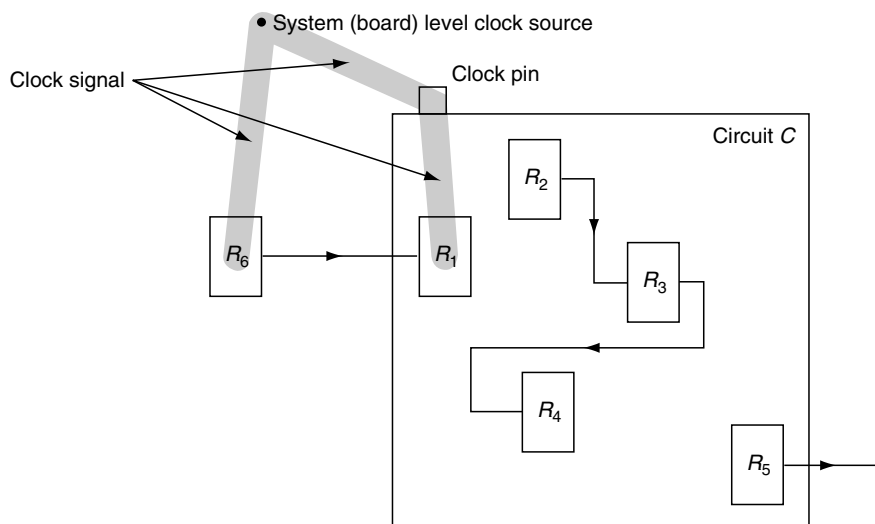 System (board) level clock source
Clock signal
Clock pin
Circuit C
R2
R6
R1
R3
R4
R5